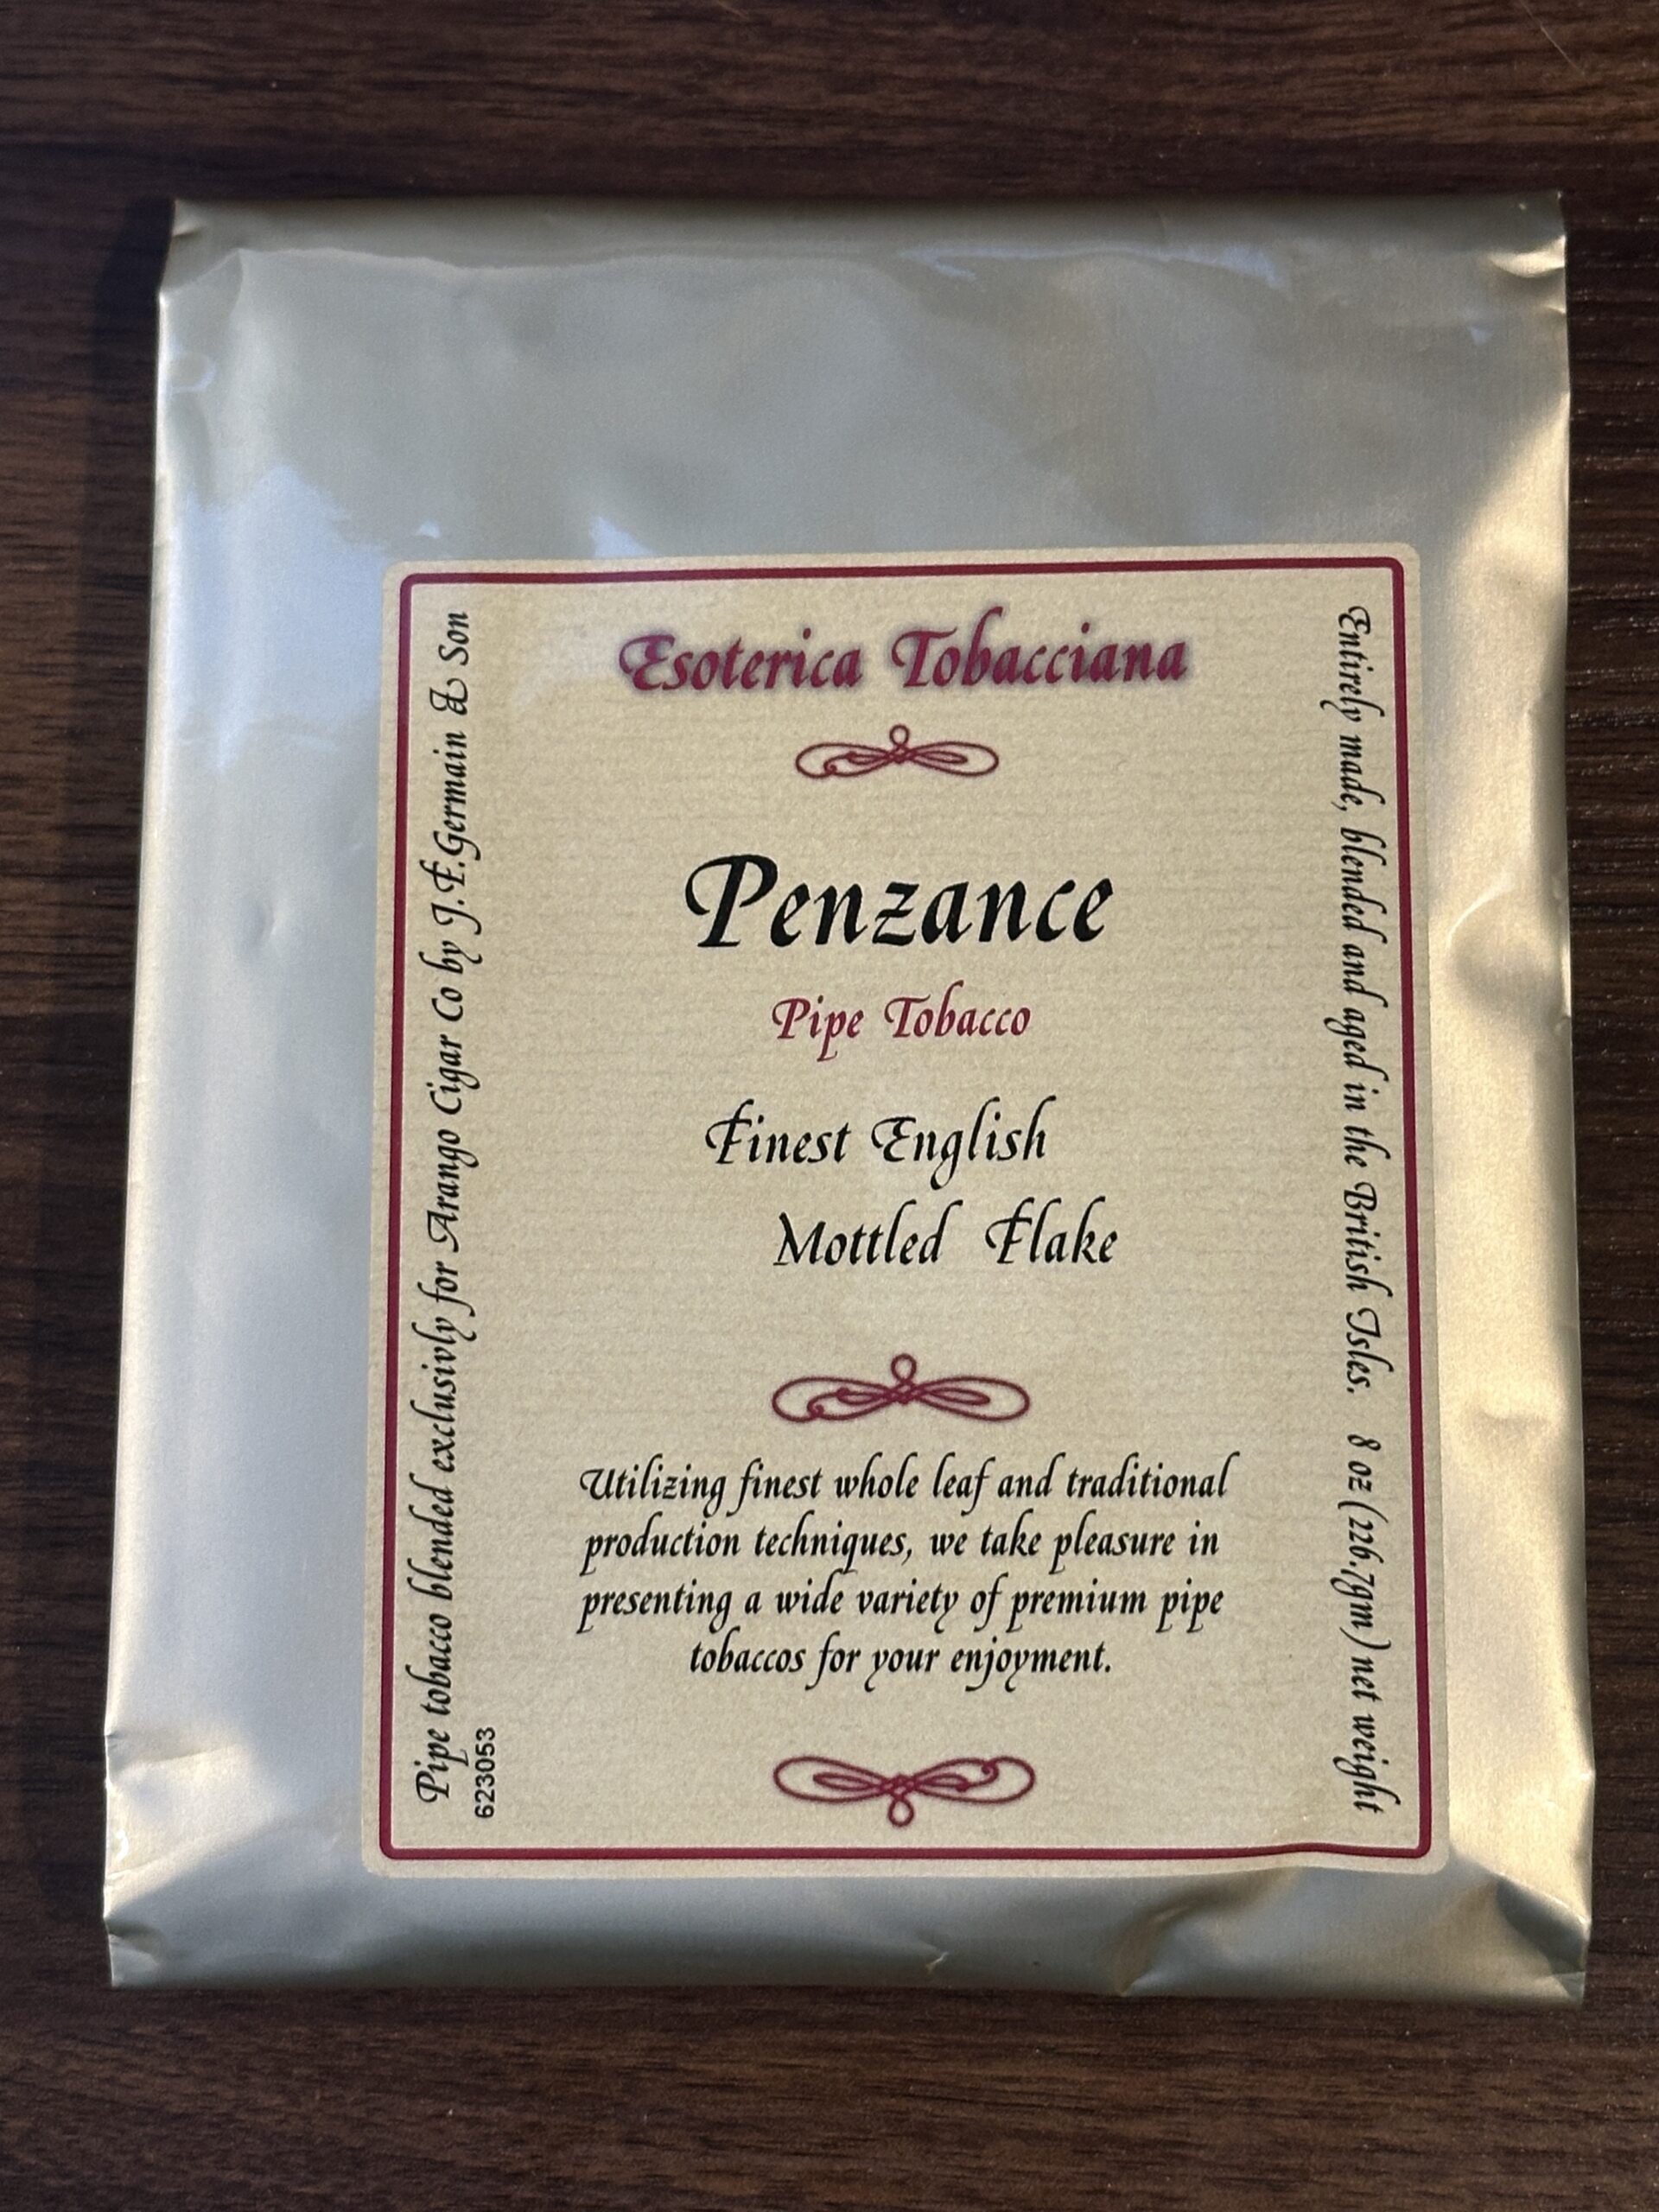 Esoterica Tobacciana
Penzance
Pipe Tobacco
Finest English
Mottled Flake
Utilizing finest whole leaf and traditional
production techniques, we take pleasure in
presenting a wide variety of premium pipe
tobaccos for your enjoyment.
Pipe tobacco blended exclusivly for Arango Cigar Co by J.F.Germain & Son
623053
Entirely made, blended and aged in the British Isles. 8 oz (226.7gm) net weight